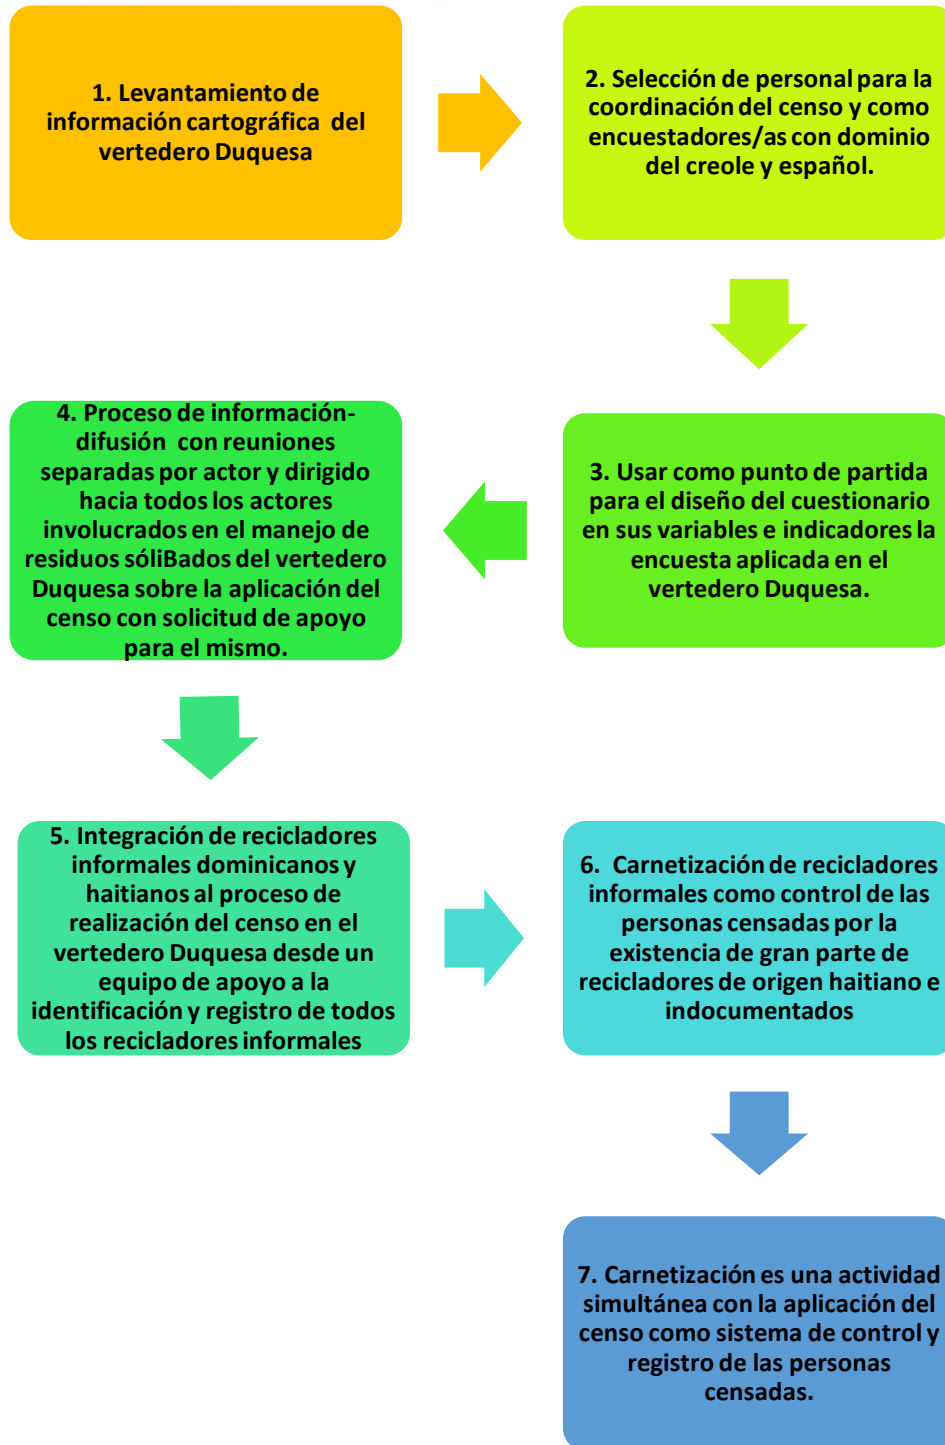 1. Levantamiento de
información cartográfica del
vertedero Duquesa
2. Selección de personal para la
coordinación del censo y como
encuestadores/as con dominio
del creole y español.
3. Usar como punto de partida
para el diseño del cuestionario
en sus variables e indicadores la
encuesta aplicada en el
vertedero Duquesa.
4. Proceso de información-
difusión con reuniones
separadas por actor y dirigido
hacia todos los actores
involucrados en el manejo de
residuos sóliBados del vertedero
Duquesa sobre la aplicación del
censo con solicitud de apoyo
para el mismo.
5. Integración de recicladores
informales dominicanos y
haitianos al proceso de
realización del censo en el
vertedero Duquesa desde un
equipo de apoyo a la
identificación y registro de todos
los recicladores informales
6. Carnetización de recicladores
informales como control de las
personas censadas por la
existencia de gran parte de
recicladores de origen haitiano e
indocumentados
7. Carnetización es una actividad
simultánea con la aplicación del
censo como sistema de control y
registro de las personas
censadas.